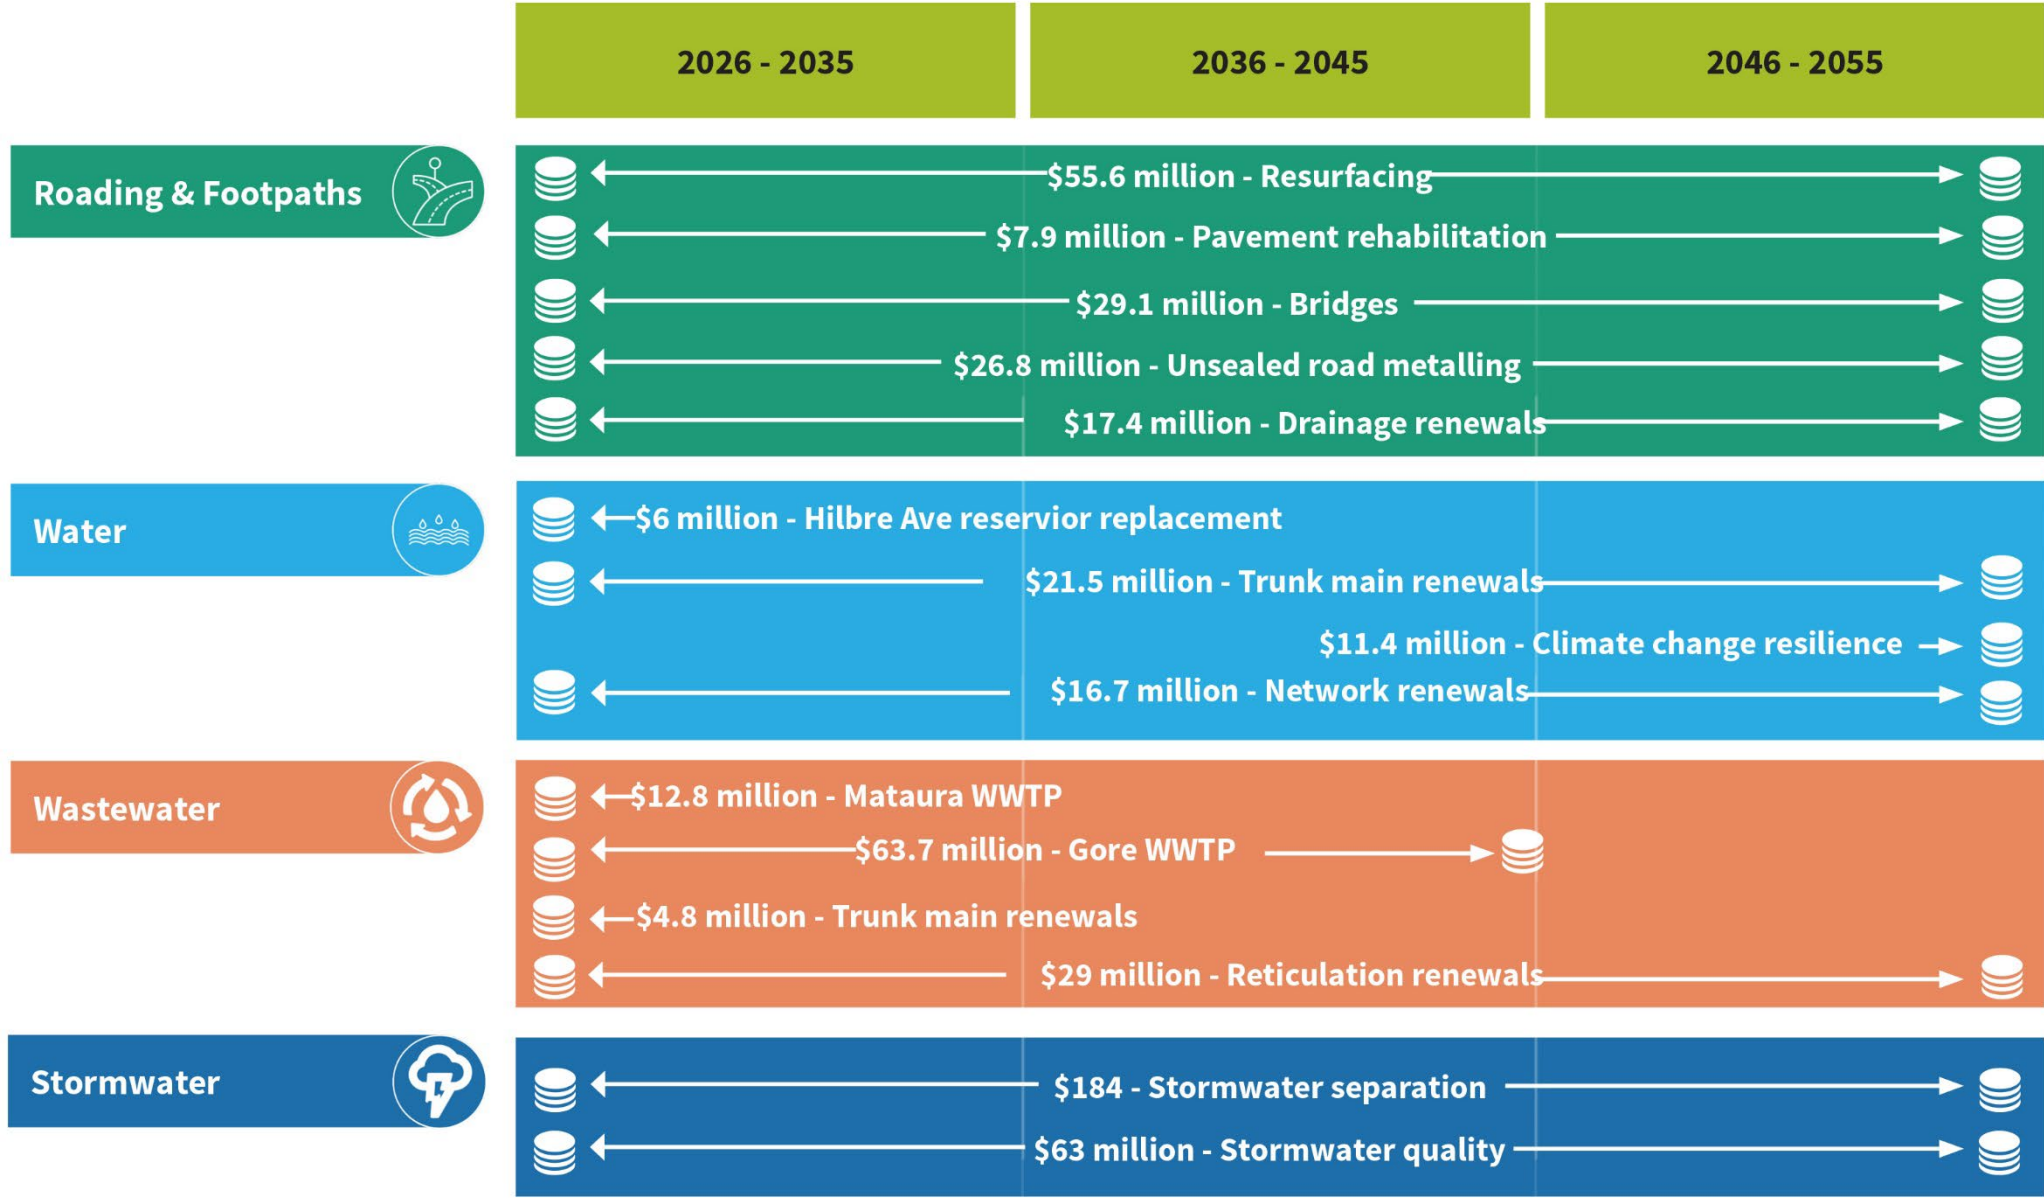 2026 - 2035
2036 - 2045
2046 - 2055
Roading & Footpaths
$55.6 million - Resurfacing
$7.9 million - Pavement rehabilitation
$29.1 million - Bridges
$26.8 million - Unsealed road metalling
$17.4 million - Drainage renewals
Water
$6 million - Hilbre Ave reservior replacement
$21.5 million - Trunk main renewals
$11.4 million - Climate change resilience
$16.7 million - Network renewals
Wastewater
$12.8 million - Mataura WWTP
$63.7 million - Gore WWTP
$4.8 million - Trunk main renewals
$29 million - Reticulation renewals
Stormwater
$184 - Stormwater separation
$63 million - Stormwater quality